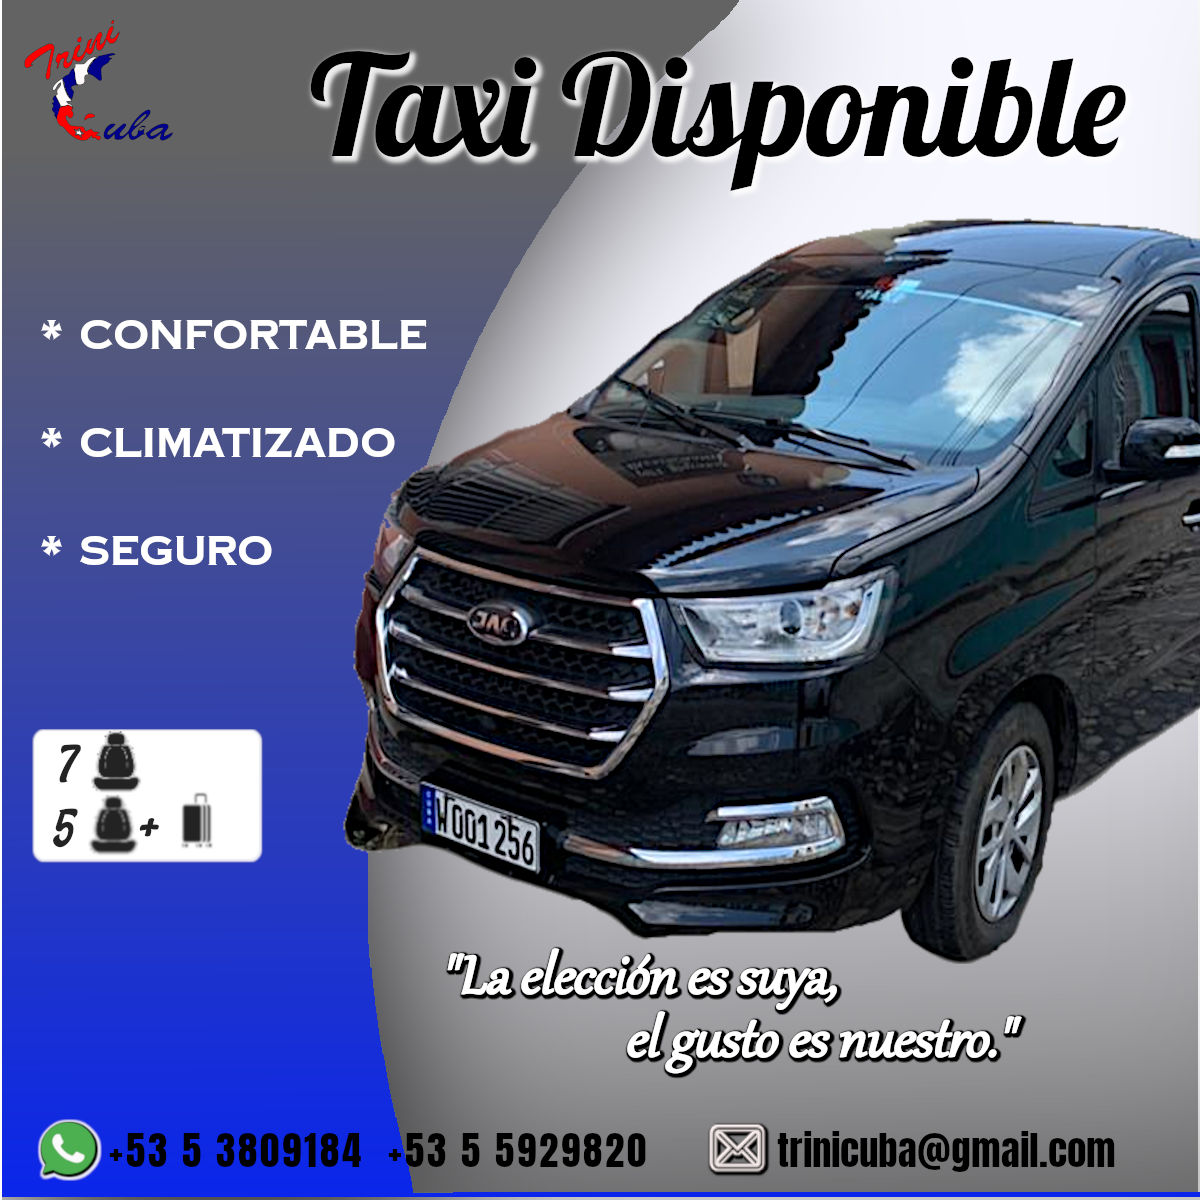 Trini
Cuba
Taxi Disponible
* CONFORTABLE
* CLIMATIZADO
* SEGURO
7
5 +
JAC
CUBA
W001256
"La elección es suya,
el gusto es nuestro."
+53 5 3809184 +53 5 5929820 trinicuba@gmail.com